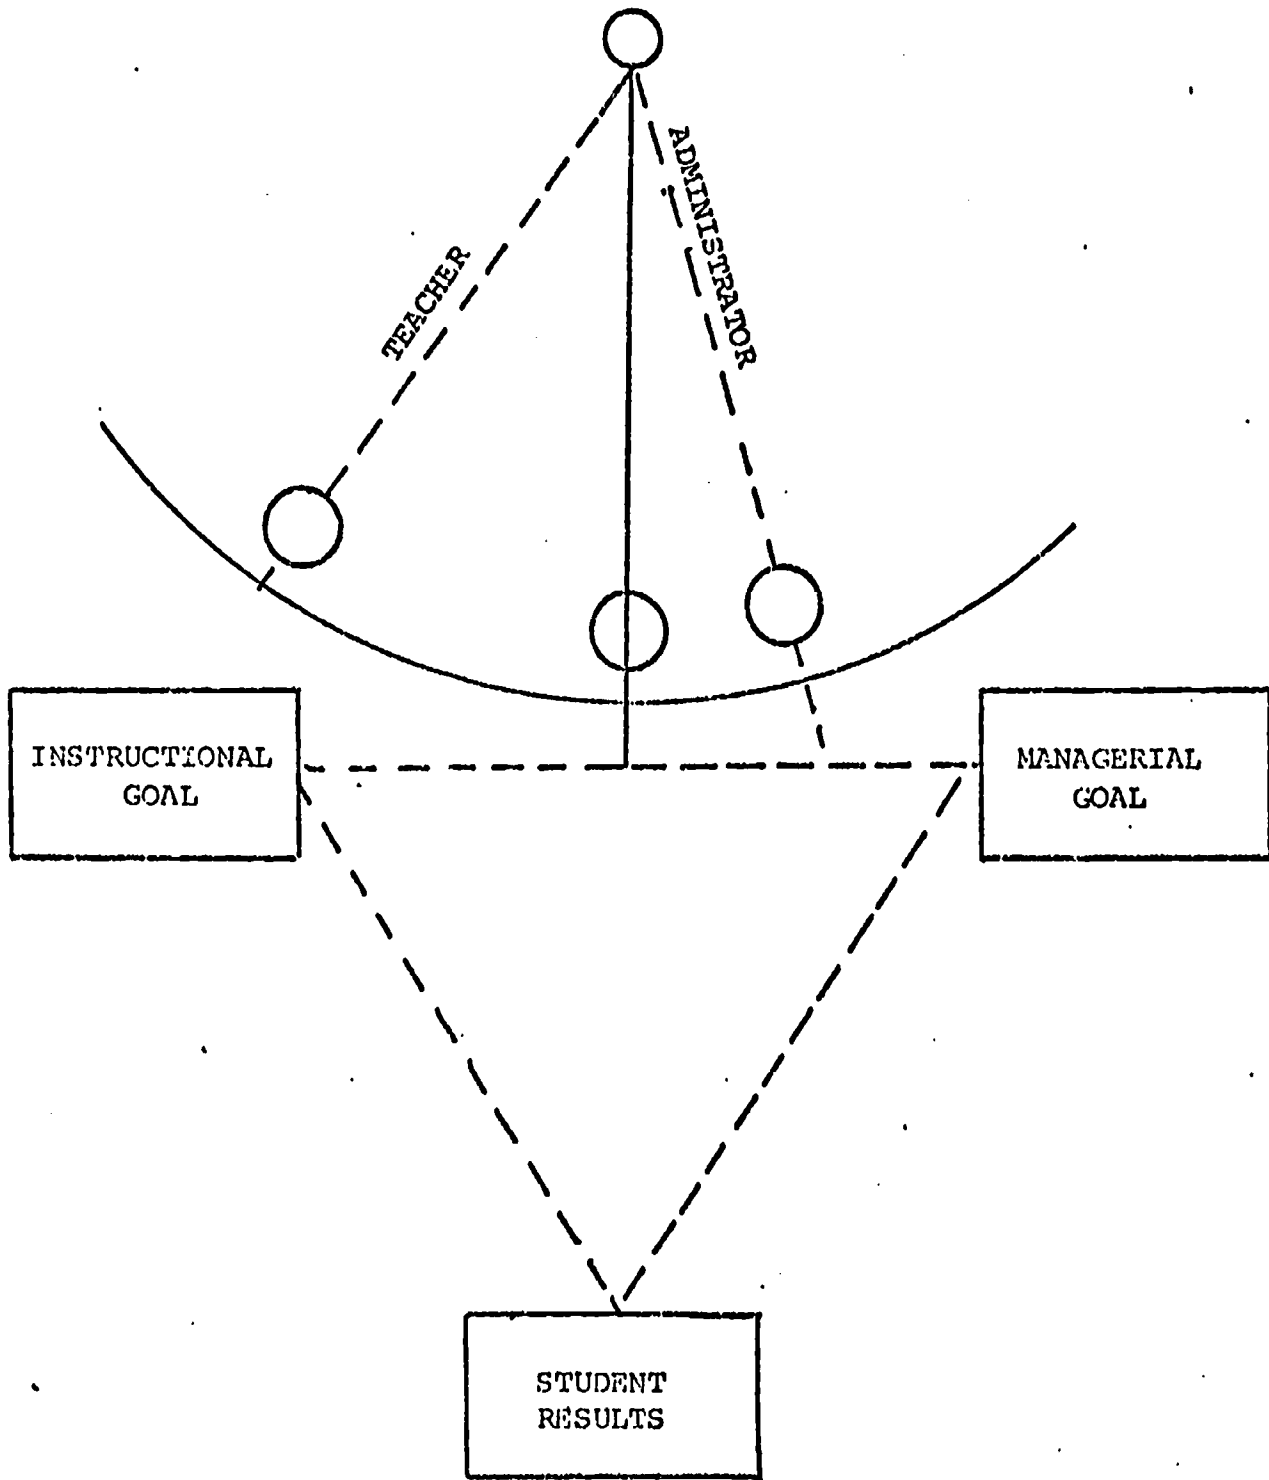 TEACHER
ADMINISTRATOR
INSTRUCTIONAL
GOAL
MANAGERIAL
GOAL
STUDENT
RESULTS